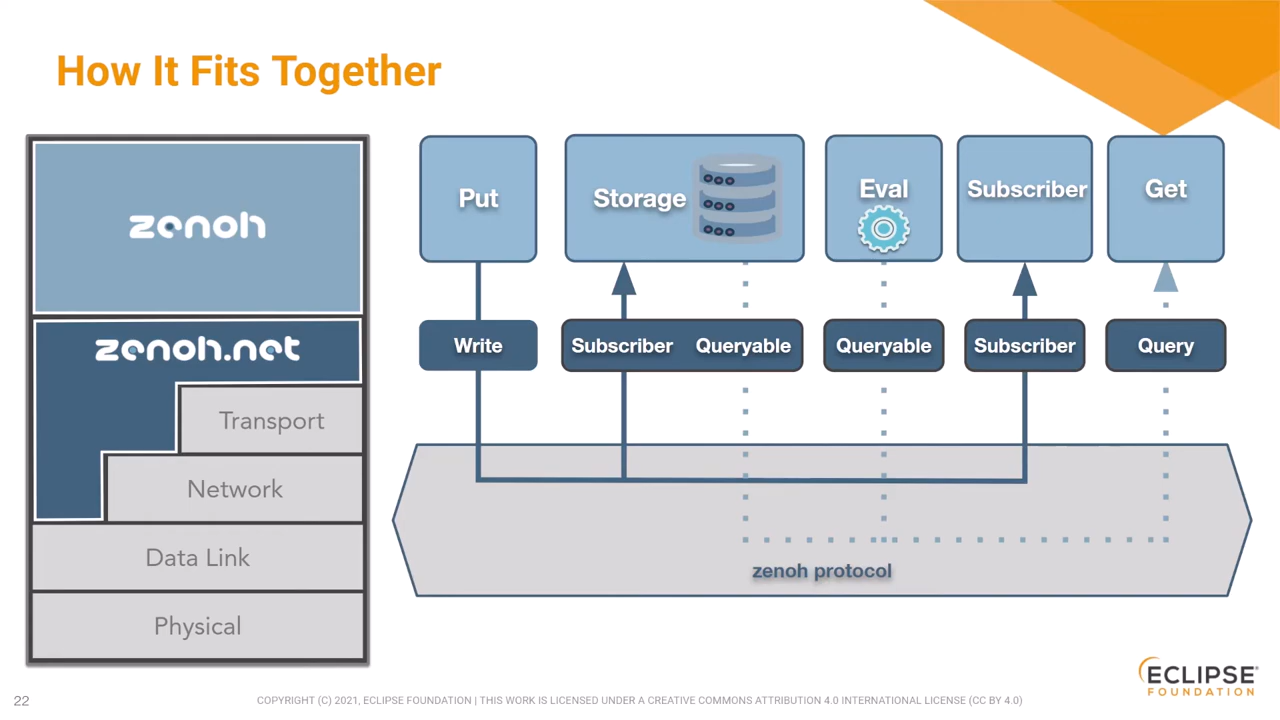 How It Fits Together
zenoh
zenoh.net
Transport
Network
Data Link
Physical
Put
Storage
Eval
Subscriber
Get
Write
Subscriber
Queryable
Queryable
Subscriber
Query
zenoh protocol
22
COPYRIGHT (C) 2021, ECLIPSE FOUNDATION | THIS WORK IS LICENSED UNDER A CREATIVE COMMONS ATTRIBUTION 4.0 INTERNATIONAL LICENSE (CC BY 4.0)
ECLIPSE
FOUNDATION